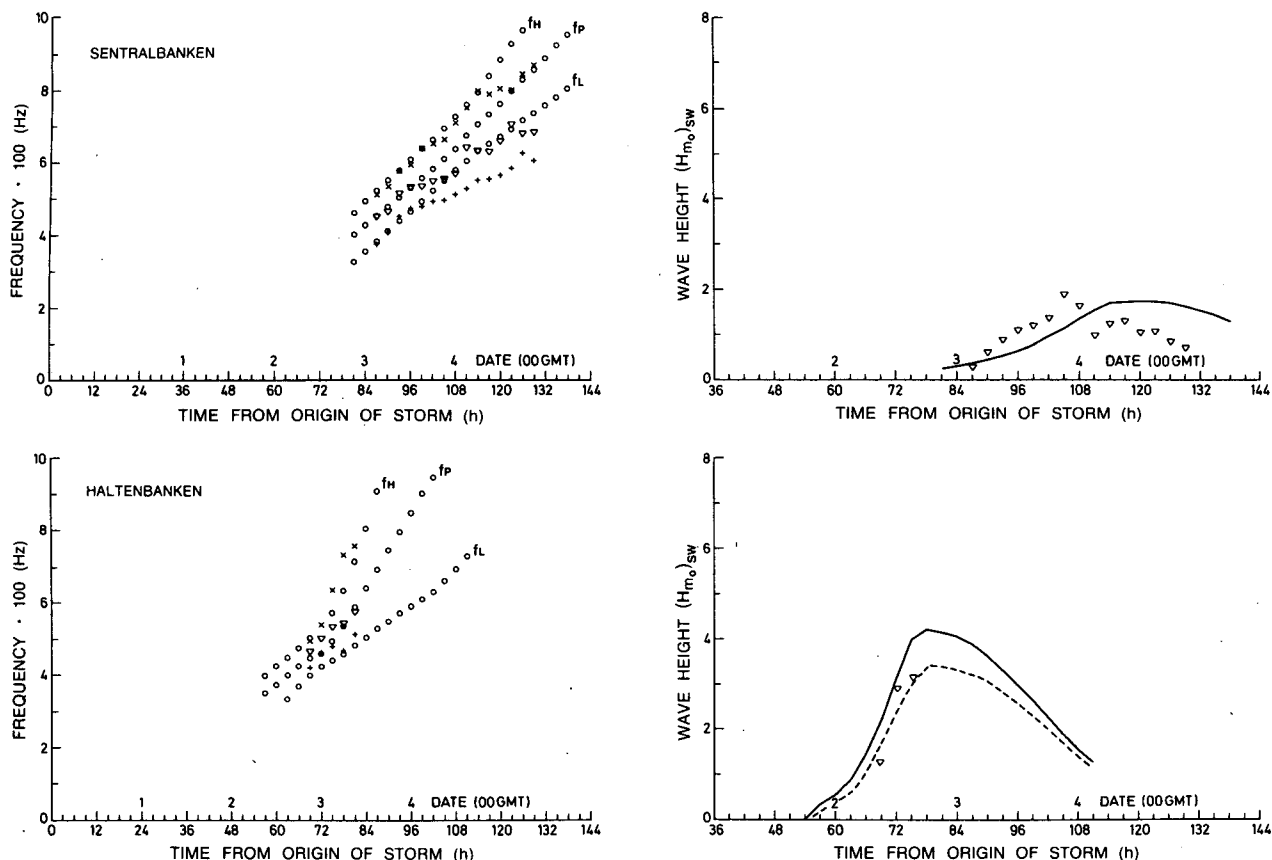 10
8
6
4
2
0
FREQUENCY · 100 (Hz)
SENTRALBANKEN
fH
fP
fL
1 2 3 4 DATE (00GMT)
0 12 24 36 48 60 72 84 96 108 120 132 144
TIME FROM ORIGIN OF STORM (h)
8
6
4
2
0
WAVE HEIGHT (Hmo)SW
2 3 4 DATE (00GMT)
36 48 60 72 84 96 108 120 132 144
TIME FROM ORIGIN OF STORM (h)
10
8
6
4
2
0
FREQUENCY · 100 (Hz)
HALTENBANKEN
fH
fP
fL
1 2 3 4 DATE (00GMT)
0 12 24 36 48 60 72 84 96 108 120 132 144
TIME FROM ORIGIN OF STORM (h)
8
6
4
2
0
WAVE HEIGHT (Hmo)SW
2 3 4 DATE (00GMT)
36 48 60 72 84 96 108 120 132 144
TIME FROM ORIGIN OF STORM (h)